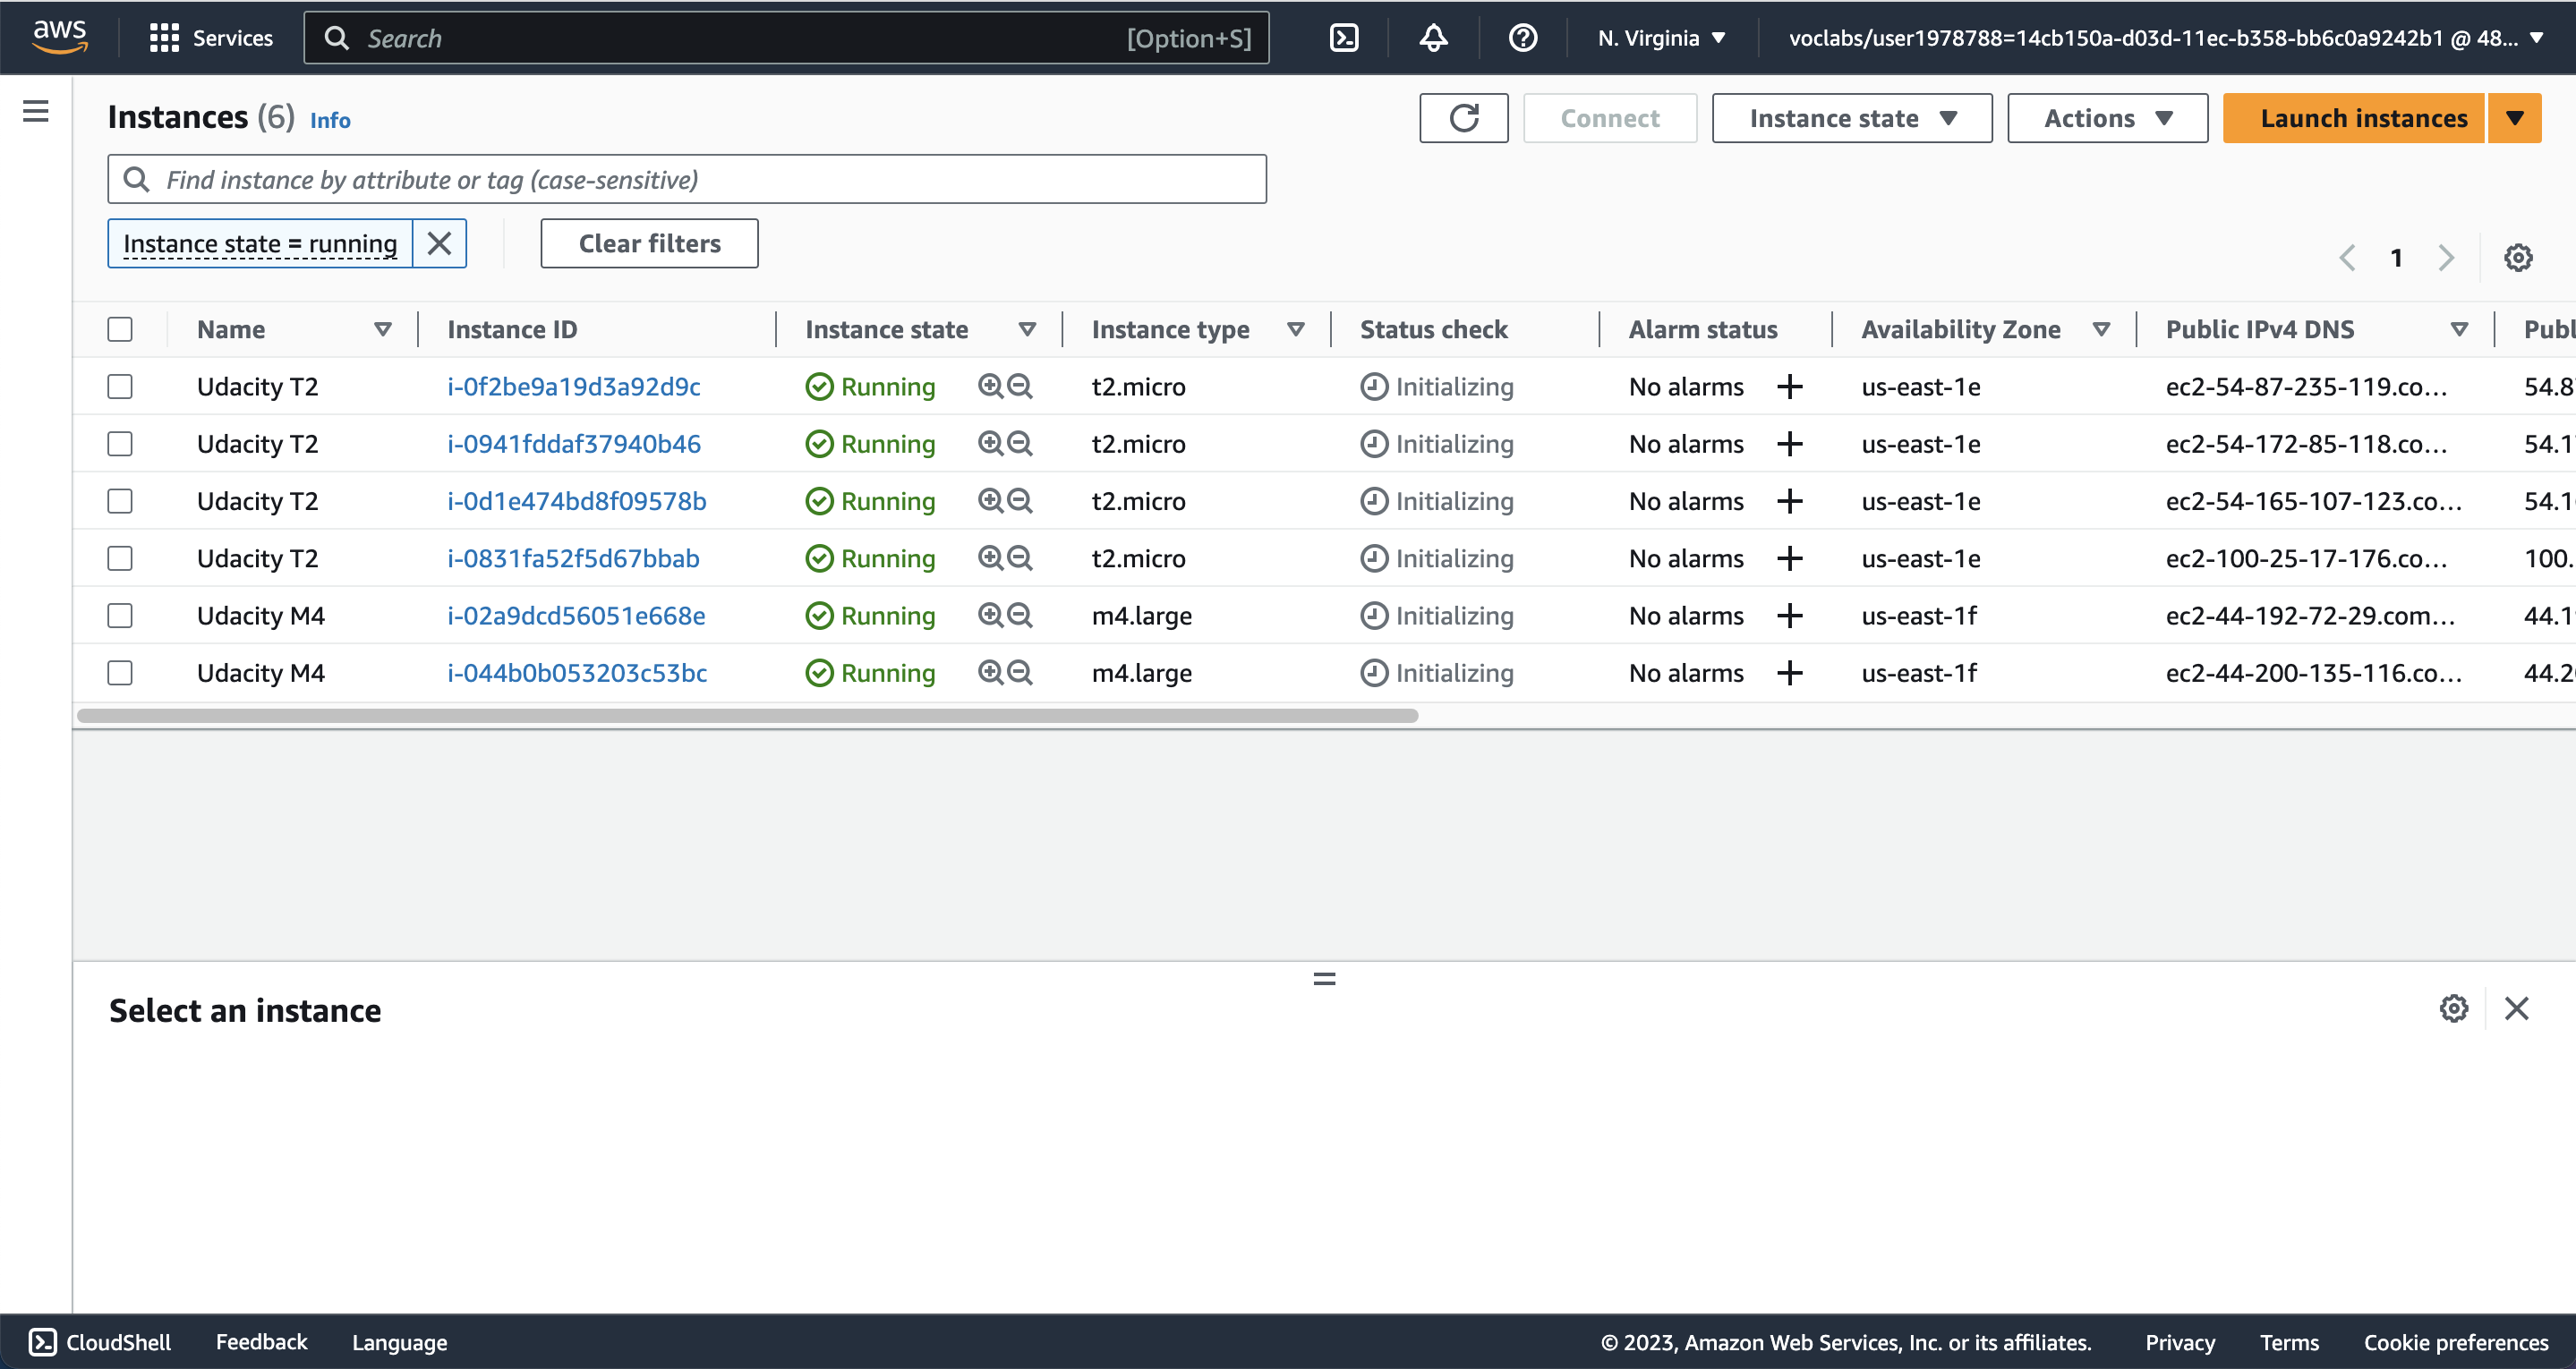 aws Services Search [Option+S] N. Virginia voclabs/user1978788=14cb150a-d03d-11ec-b358-bb6c0a9242b1 @ 48...
Instances (6) Info Connect Instance state Actions Launch instances
Find instance by attribute or tag (case-sensitive)
Instance state = running Clear filters 1
Name Instance ID Instance state Instance type Status check Alarm status Availability Zone Public IPv4 DNS Publ
Udacity T2 i-0f2be9a19d3a92d9c Running t2.micro Initializing No alarms us-east-1e ec2-54-87-235-119.co... 54.8
Udacity T2 i-0941fddaf37940b46 Running t2.micro Initializing No alarms us-east-1e ec2-54-172-85-118.co... 54.1
Udacity T2 i-0d1e474bd8f09578b Running t2.micro Initializing No alarms us-east-1e ec2-54-165-107-123.co... 54.1
Udacity T2 i-0831fa52f5d67bbab Running t2.micro Initializing No alarms us-east-1e ec2-100-25-17-176.co... 100.
Udacity M4 i-02a9dcd56051e668e Running m4.large Initializing No alarms us-east-1f ec2-44-192-72-29.com... 44.1
Udacity M4 i-044b0b053203c53bc Running m4.large Initializing No alarms us-east-1f ec2-44-200-135-116.co... 44.2
Select an instance
CloudShell Feedback Language © 2023, Amazon Web Services, Inc. or its affiliates. Privacy Terms Cookie preferences